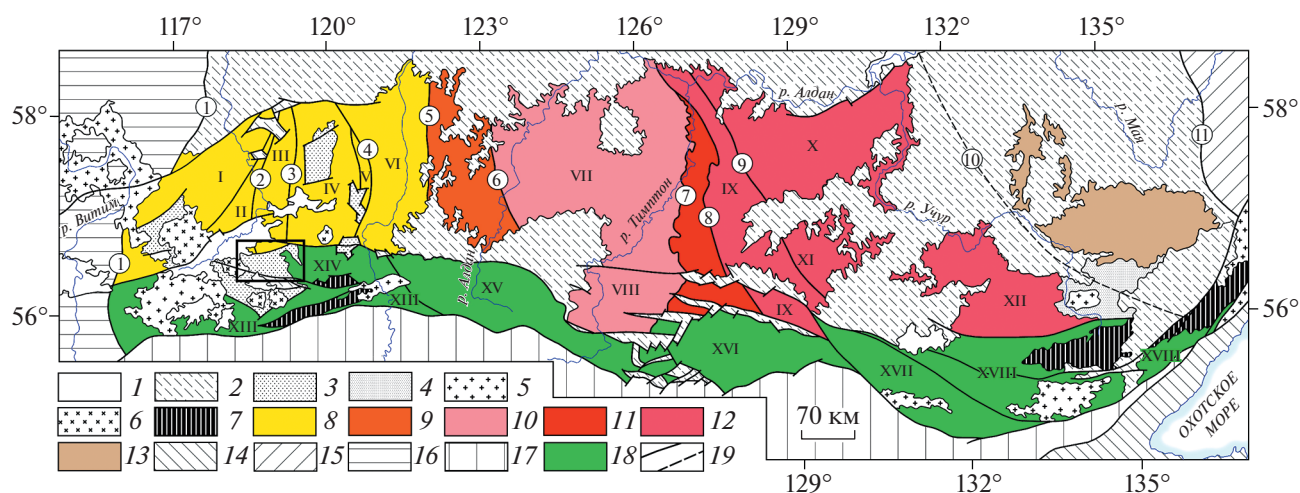 117° 120° 123° 126° 129° 132° 135°
58° 58°
56° 56°
р. Витим
р. Алдан
р. Тимптон
р. Алдан
р. Учур
р. Мая
ОХОТСКОЕ
МОРЕ
I II III IV V VI VII VIII IX X XI XII
IX
XIII XIII XIV XV XVI XVII XVIII XVIII
1 1 2 3 4 5 6 7 8 9 10 11
1 2 3 4 5
6 7 8 9 10 11 12
13 14 15 16 17 18 19
70 км
129° 132° 135°